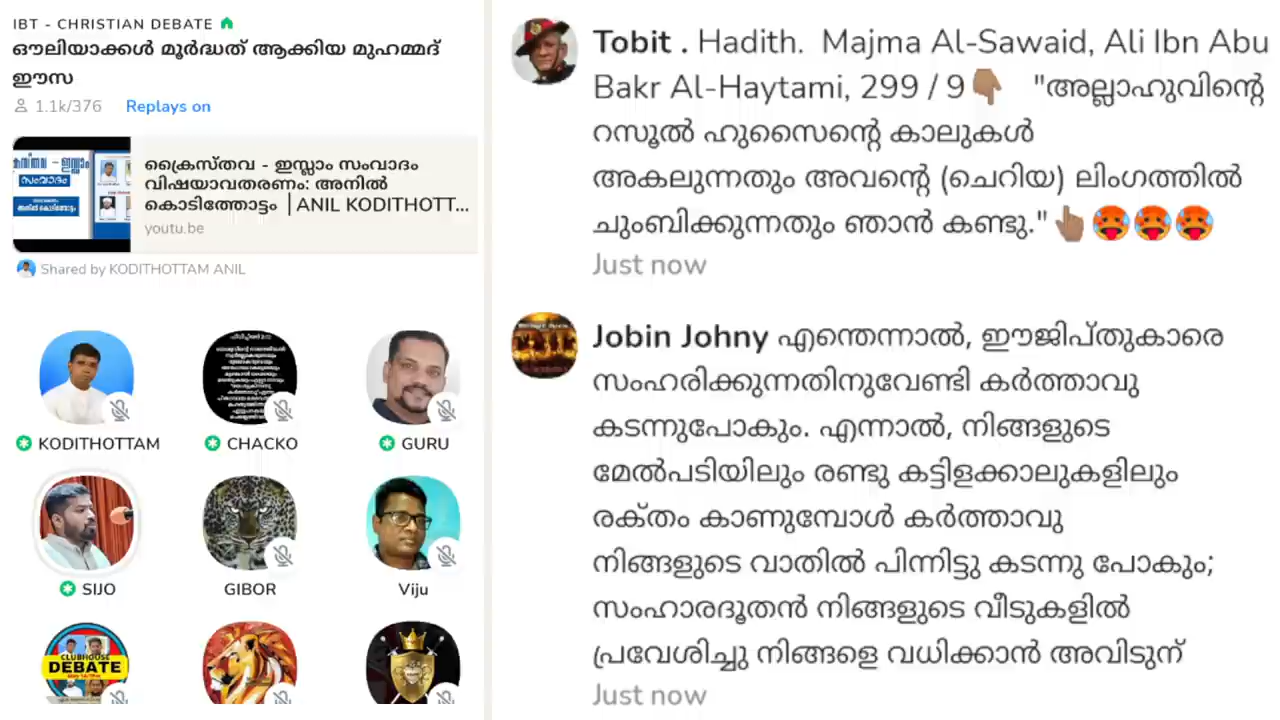 IBT - CHRISTIAN DEBATE
ഔലിയാക്കൾ മൂർദ്ധത് ആക്കിയ മുഹമ്മദ്
ഈസ
1.1k/376 Replays on
സംവാദം
ക്രൈസ്തവ - ഇസ്ലാം സംവാദം
വിഷയാവതരണം: അനിൽ
കൊടിത്തോട്ടം | ANIL KODITHOTT...
youtu.be
Shared by KODITHOTTAM ANIL
KODITHOTTAM
CHACKO
GURU
SIJO
GIBOR
Viju
CLUBHOUSE
DEBATE
Tobit . Hadith. Majma Al-Sawaid, Ali Ibn Abu
Bakr Al-Haytami, 299 / 9👇🏽 "അല്ലാഹുവിന്റെ
റസൂൽ ഹുസൈന്റെ കാലുകൾ
അകലുന്നതും അവന്റെ (ചെറിയ) ലിംഗത്തിൽ
ചുംബിക്കുന്നതും ഞാൻ കണ്ടു."👆🏽🥵🥵🥵
Just now
Jobin Johny എന്തെന്നാൽ, ഈജിപ്തുകാരെ
സംഹരിക്കുന്നതിനുവേണ്ടി കർത്താവു
കടന്നുപോകും. എന്നാൽ, നിങ്ങളുടെ
മേൽപടിയിലും രണ്ടു കട്ടിളക്കാലുകളിലും
രക്തം കാണുമ്പോൾ കർത്താവു
നിങ്ങളുടെ വാതിൽ പിന്നിട്ടു കടന്നു പോകും;
സംഹാരദൂതൻ നിങ്ങളുടെ വീടുകളിൽ
പ്രവേശിച്ചു നിങ്ങളെ വധിക്കാൻ അവിടുന്
Just now